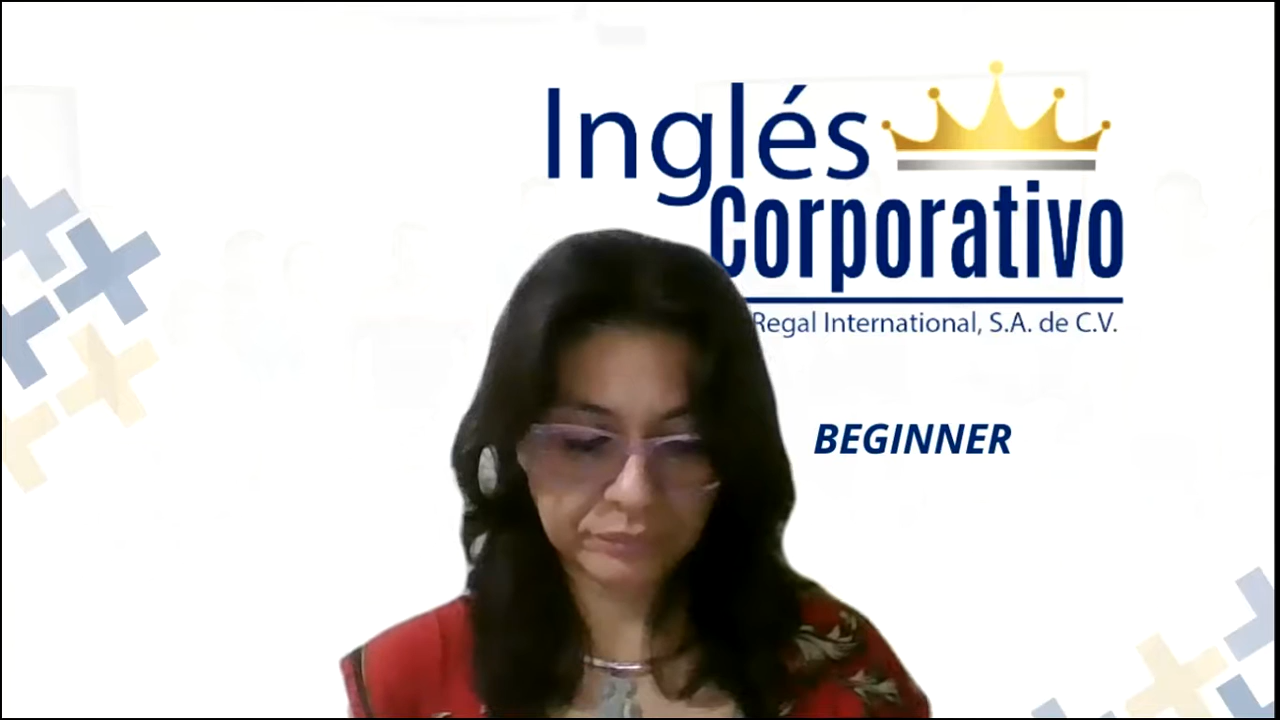 Inglés
Corporativo
Regal International, S.A. de C.V.
BEGINNER